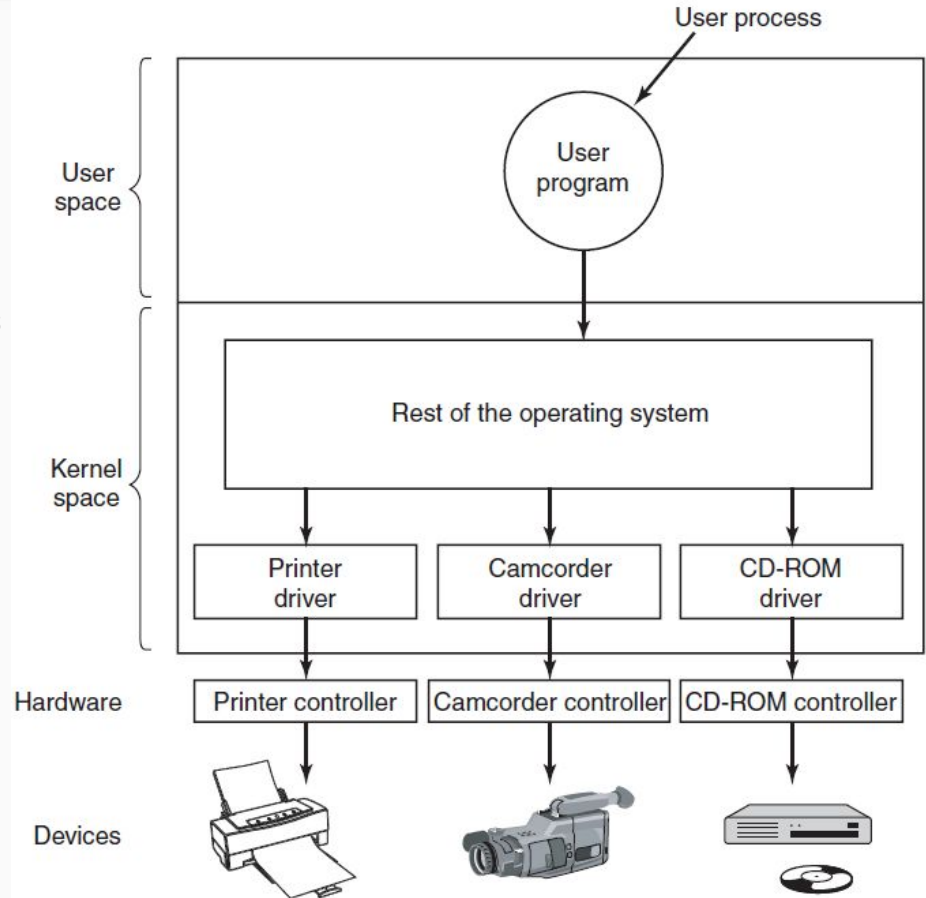 User process
User
space
User
program
Kernel
space
Rest of the operating system
Printer
driver
Camcorder
driver
CD-ROM
driver
Hardware
Printer controller
Camcorder controller
CD-ROM controller
Devices